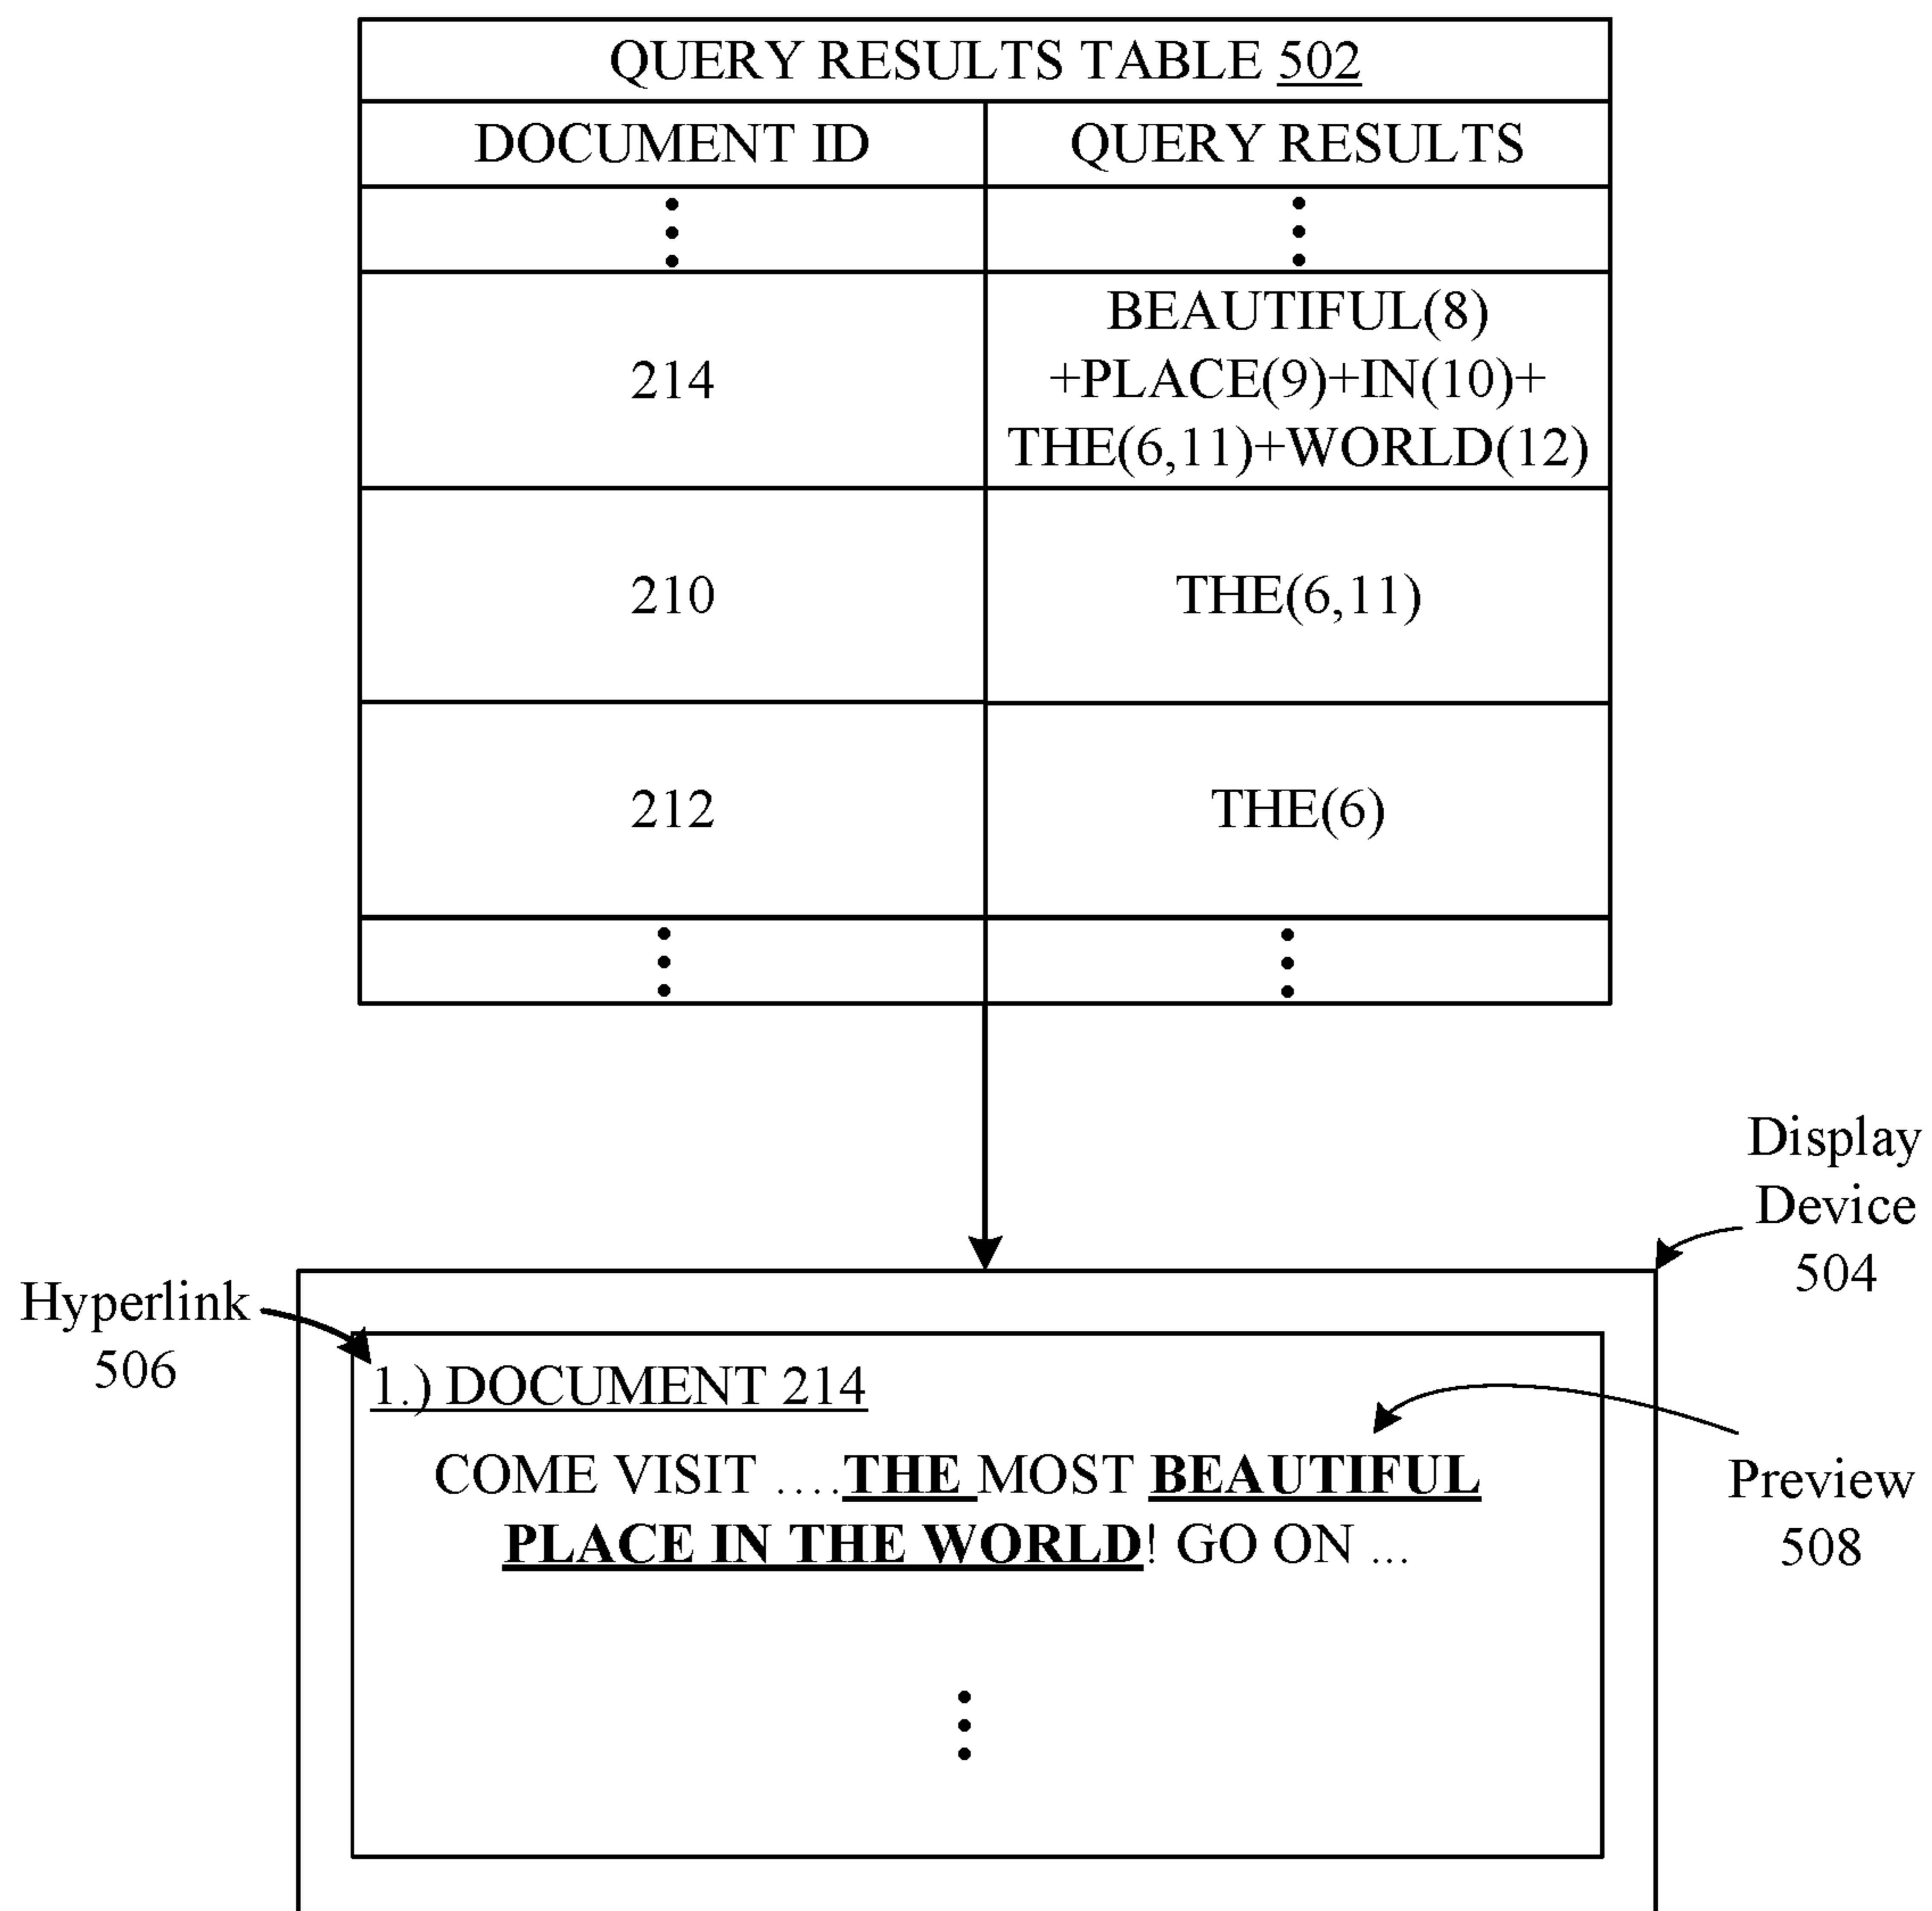 QUERY RESULTS TABLE 502
DOCUMENT ID
QUERY RESULTS
214
BEAUTIFUL(8)
+PLACE(9)+IN(10)+
THE(6,11)+WORLD(12)
210
THE(6,11)
212
THE(6)
Display
Device
504
Hyperlink
506
1.) DOCUMENT 214
COME VISIT ....THE MOST BEAUTIFUL
PLACE IN THE WORLD! GO ON ...
Preview
508